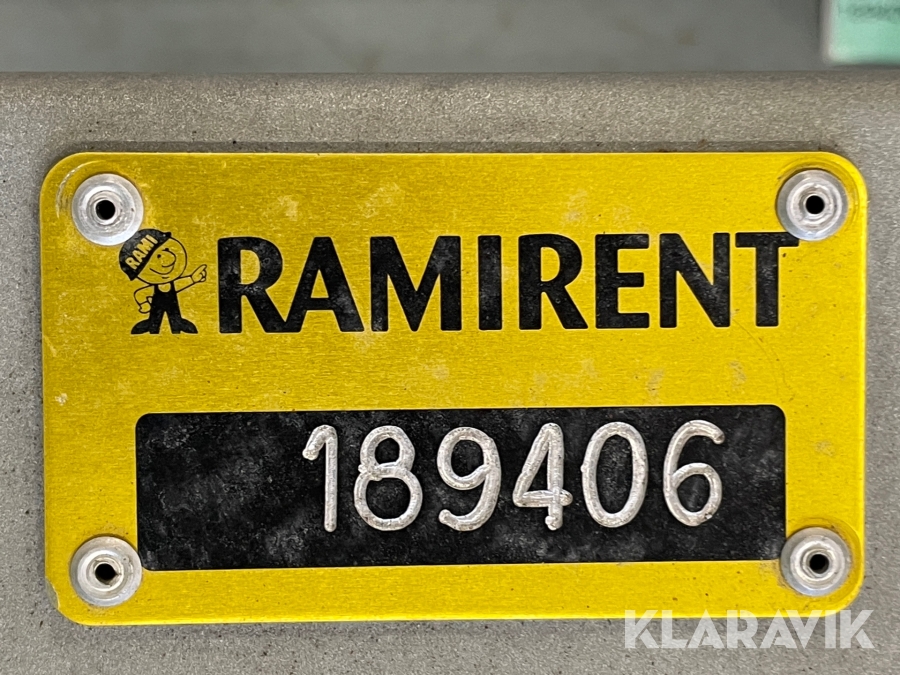 RAMI
RAMIRENT
189406
KLARAVIK